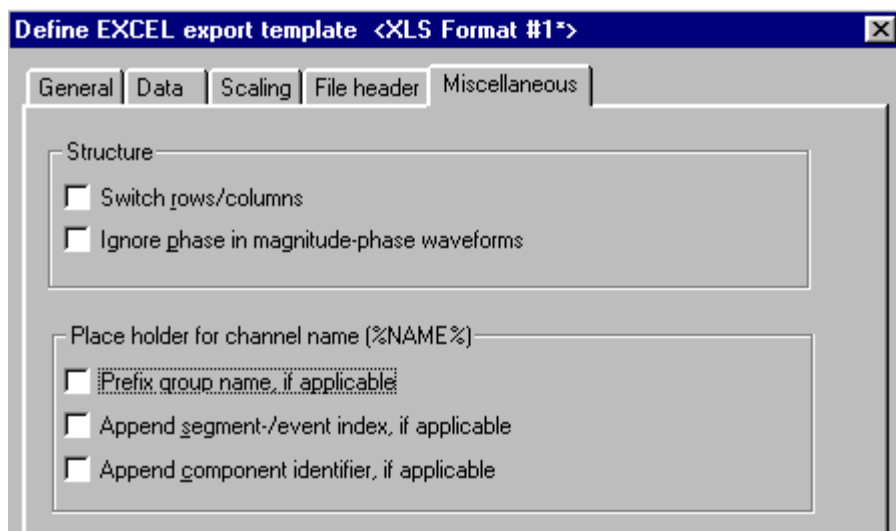 Define EXCEL export template <XLS Format #1*>
General Data Scaling File header Miscellaneous
Structure
Switch rows/columns
Ignore phase in magnitude-phase waveforms
Place holder for channel name (%NAME%)
Prefix group name, if applicable
Append segment-/event index, if applicable
Append component identifier, if applicable